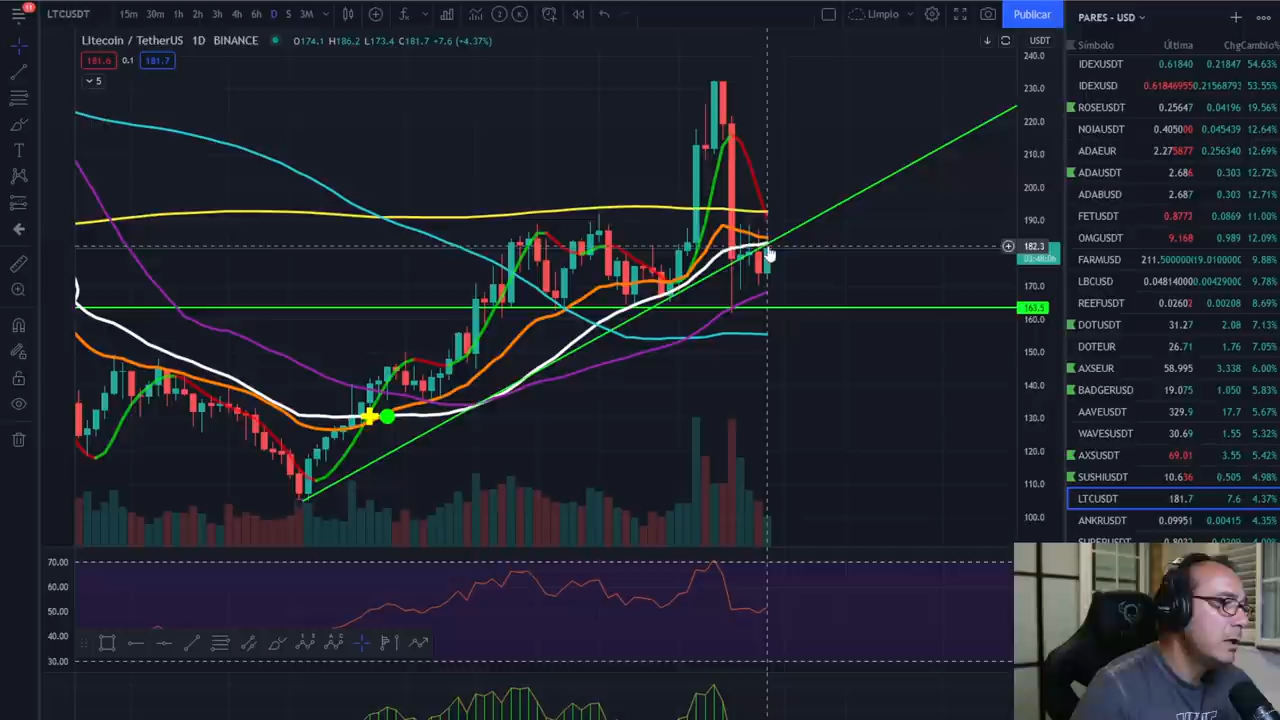 11
LTCUSDT
15m 30m 1h 2h 3h 4h 6h D S 3M
Limpio
Publicar
PARES - USD
Litecoin / TetherUS 1D BINANCE O174.1 H186.2 L173.4 C181.7 +7.6 (+4.37%)
181.6 0.1 181.7
5
USDT
240.0
230.0
220.0
210.0
200.0
190.0
182.3
03:48:06
170.0
163.5
160.0
150.0
140.0
130.0
120.0
110.0
100.0
70.00
60.00
50.00
40.00
30.00
Símbolo Última Chg Cambio%
IDEXUSDT 0.61840 0.21847 54.63%
IDEXUSD 0.61846955 0.21568793 53.55%
ROSEUSDT 0.25647 0.04196 19.56%
NOIAUSDT 0.405000 0.045439 12.64%
ADAEUR 2.275877 0.256340 12.69%
ADAUSDT 2.686 0.303 12.72%
ADABUSD 2.687 0.303 12.71%
FETUSDT 0.8773 0.0869 11.00%
OMGUSDT 9.168 0.989 12.09%
FARMUSD 211.500000 19.010000 9.88%
LBCUSD 0.04814000 0.00429000 9.78%
REEFUSDT 0.02602 0.00208 8.69%
DOTUSDT 31.27 2.08 7.13%
DOTEUR 26.71 1.76 7.05%
AXSEUR 58.995 3.338 6.00%
BADGERUSD 19.075 1.050 5.83%
AAVEUSDT 329.9 17.7 5.67%
WAVESUSDT 30.69 1.55 5.32%
AXSUSDT 69.01 3.55 5.42%
SUSHIUSDT 10.636 0.505 4.98%
LTCUSDT 181.7 7.6 4.37%
ANKRUSDT 0.09951 0.00415 4.35%